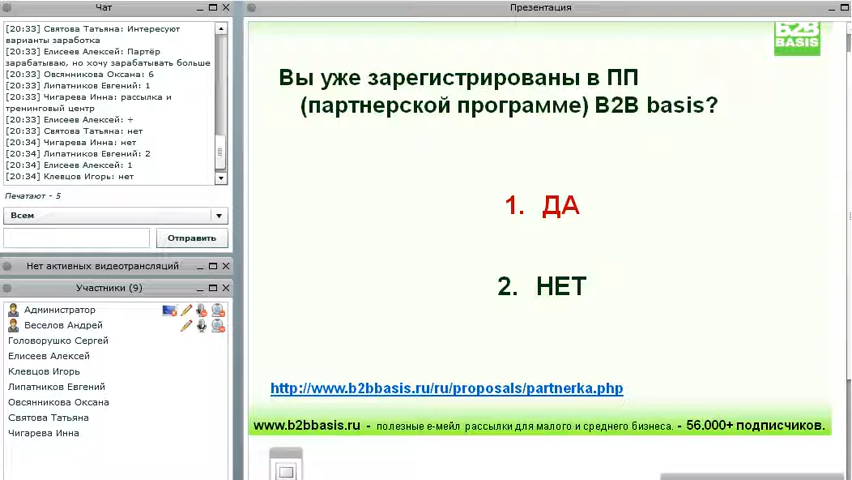 Чат
[20:33] Святова Татьяна: Интересуют
варианты заработка
[20:33] Елисеев Алексей: Партёр
зарабатываю, но хочу зарабатывать больше
[20:33] Овсянникова Оксана: 6
[20:33] Липатников Евгений: 1
[20:33] Чигарева Инна: рассылка и
тренинговый центр
[20:33] Елисеев Алексей: +
[20:33] Святова Татьяна: нет
[20:34] Чигарева Инна: нет
[20:34] Липатников Евгений: 2
[20:34] Елисеев Алексей: 1
[20:34] Клевцов Игорь: нет
Печатают - 5
Всем
Отправить
Нет активных видеотрансляций
Участники (9)
Администратор
Веселов Андрей
Головорушко Сергей
Елисеев Алексей
Клевцов Игорь
Липатников Евгений
Овсянникова Оксана
Святова Татьяна
Чигарева Инна
Презентация
B2B
BASIS
Вы уже зарегистрированы в ПП
(партнерской программе) B2B basis?
1. ДА
2. НЕТ
http://www.b2bbasis.ru/ru/proposals/partnerka.php
www.b2bbasis.ru - полезные е-мейл рассылки для малого и среднего бизнеса. - 56.000+ подписчиков.